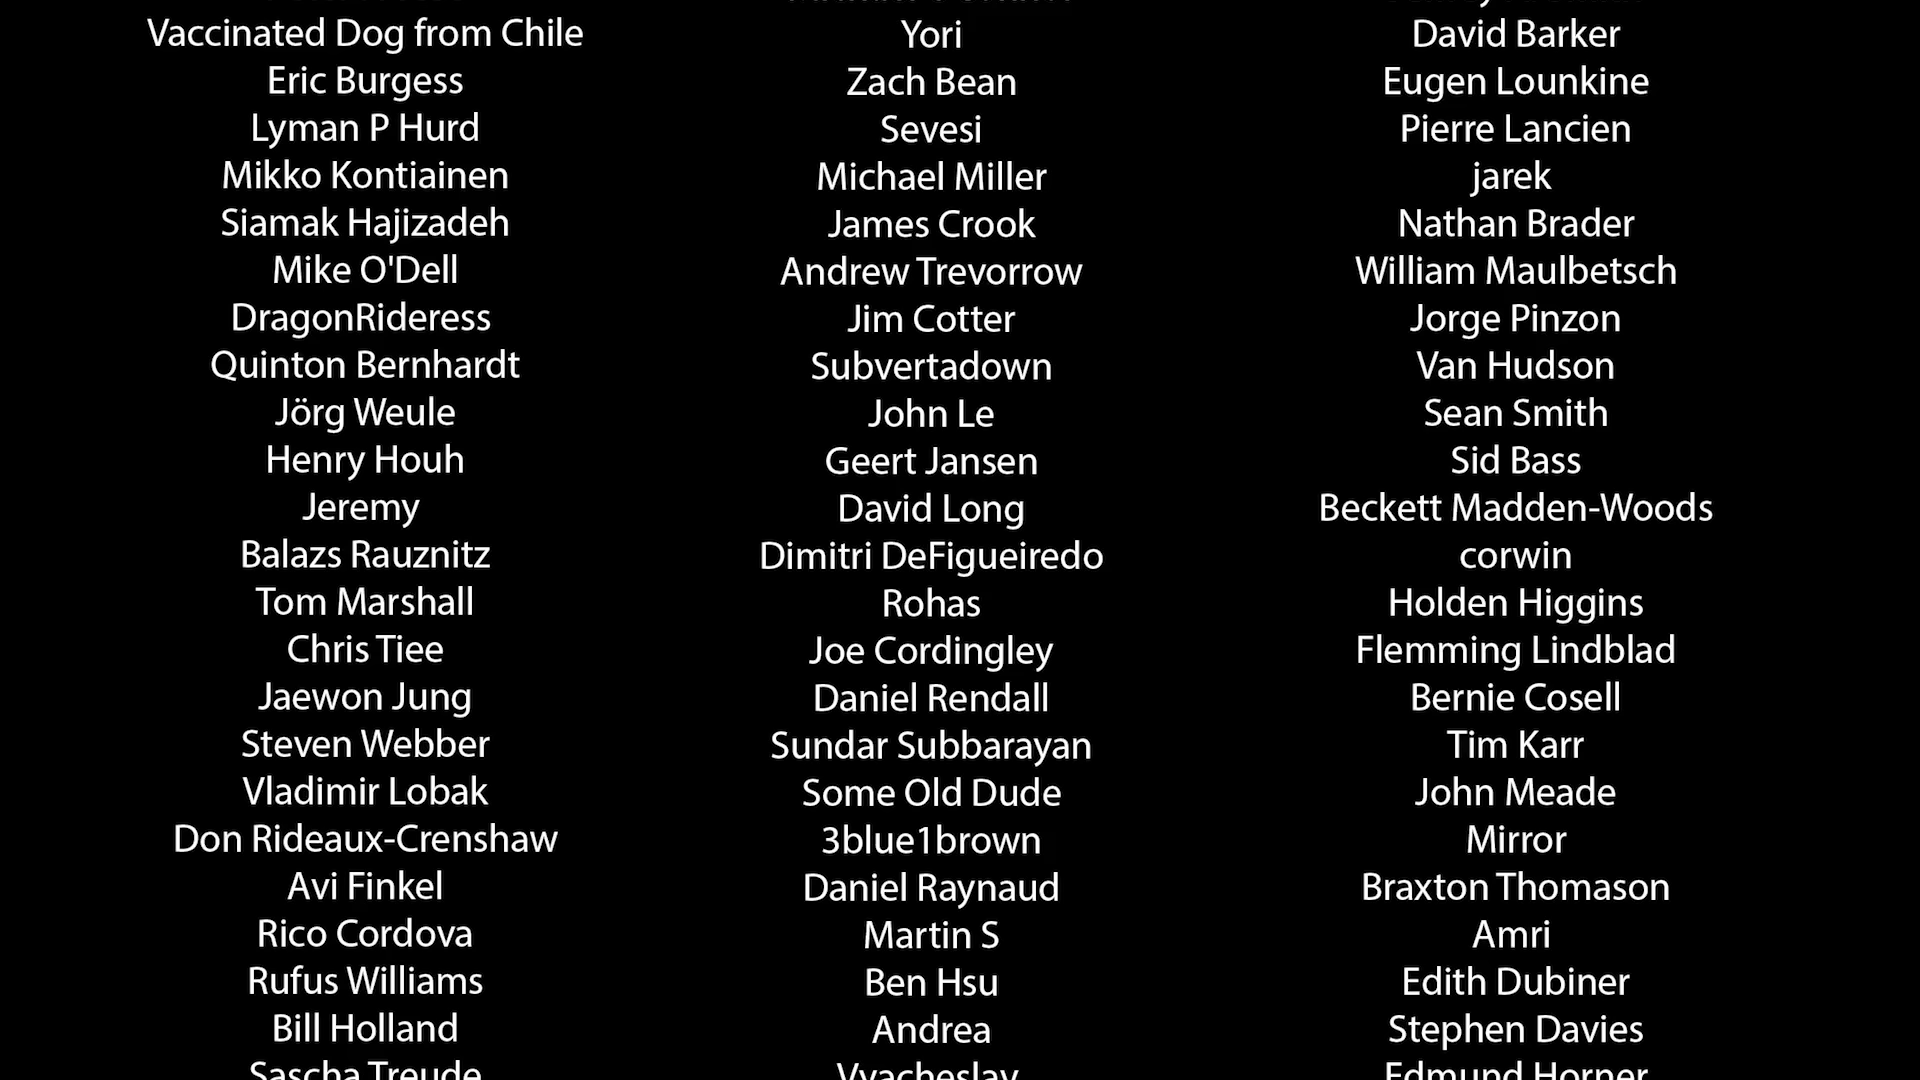 Vaccinated Dog from Chile
Eric Burgess
Lyman P Hurd
Mikko Kontiainen
Siamak Hajizadeh
Mike O'Dell
DragonRideress
Quinton Bernhardt
Jörg Weule
Henry Houh
Jeremy
Balazs Rauznitz
Tom Marshall
Chris Tiee
Jaewon Jung
Steven Webber
Vladimir Lobak
Don Rideaux-Crenshaw
Avi Finkel
Rico Cordova
Rufus Williams
Bill Holland
Sascha Treude
Yori
Zach Bean
Sevesi
Michael Miller
James Crook
Andrew Trevorrow
Jim Cotter
Subvertadown
John Le
Geert Jansen
David Long
Dimitri DeFigueiredo
Rohas
Joe Cordingley
Daniel Rendall
Sundar Subbarayan
Some Old Dude
3blue1brown
Daniel Raynaud
Martin S
Ben Hsu
Andrea
Vyacheslav
David Barker
Eugen Lounkine
Pierre Lancien
jarek
Nathan Brader
William Maulbetsch
Jorge Pinzon
Van Hudson
Sean Smith
Sid Bass
Beckett Madden-Woods
corwin
Holden Higgins
Flemming Lindblad
Bernie Cosell
Tim Karr
John Meade
Mirror
Braxton Thomason
Amri
Edith Dubiner
Stephen Davies
Edmund Horner